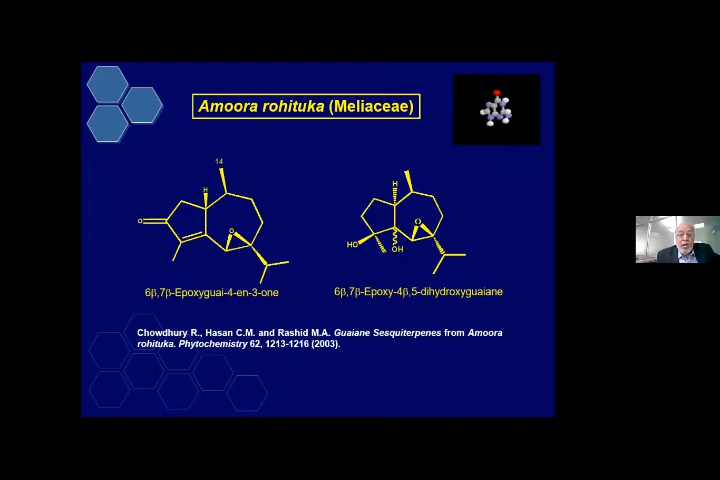 Amoora rohituka (Meliaceae)
14
H
O
O
6β,7β-Epoxyguai-4-en-3-one
H
O
HO
OH
6β,7β-Epoxy-4β,5-dihydroxyguaiane
Chowdhury R., Hasan C.M. and Rashid M.A. Guaiane Sesquiterpenes from Amoora
rohituka. Phytochemistry 62, 1213-1216 (2003).